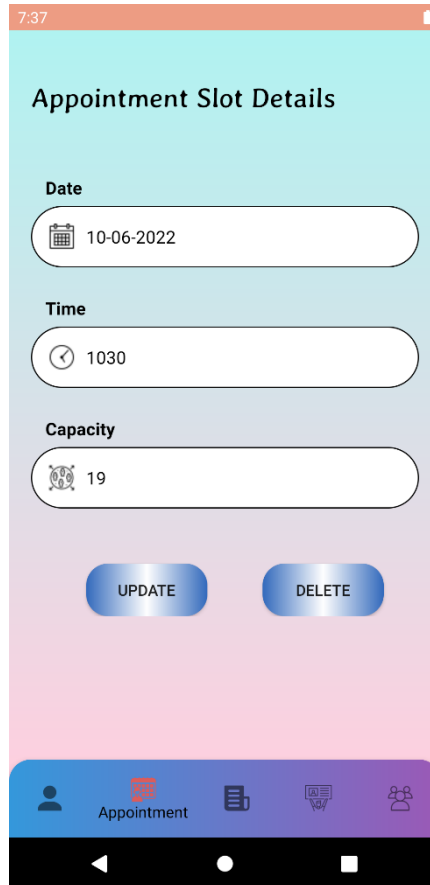 7:37
Appointment Slot Details
Date
10-06-2022
Time
1030
Capacity
19
UPDATE
DELETE
Appointment